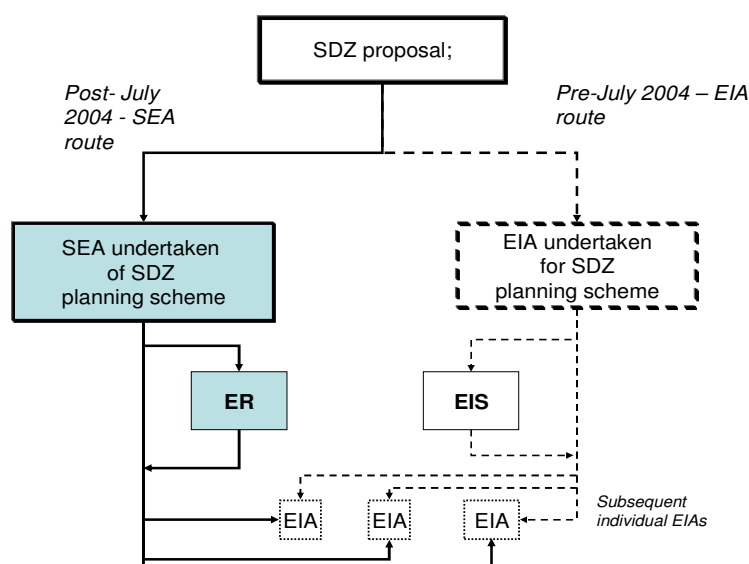 SDZ proposal;
Post- July
2004 - SEA
route
Pre-July 2004 – EIA
route
SEA undertaken
of SDZ
planning scheme
EIA undertaken
for SDZ
planning scheme
ER
EIS
EIA
EIA
EIA
Subsequent
individual EIAs